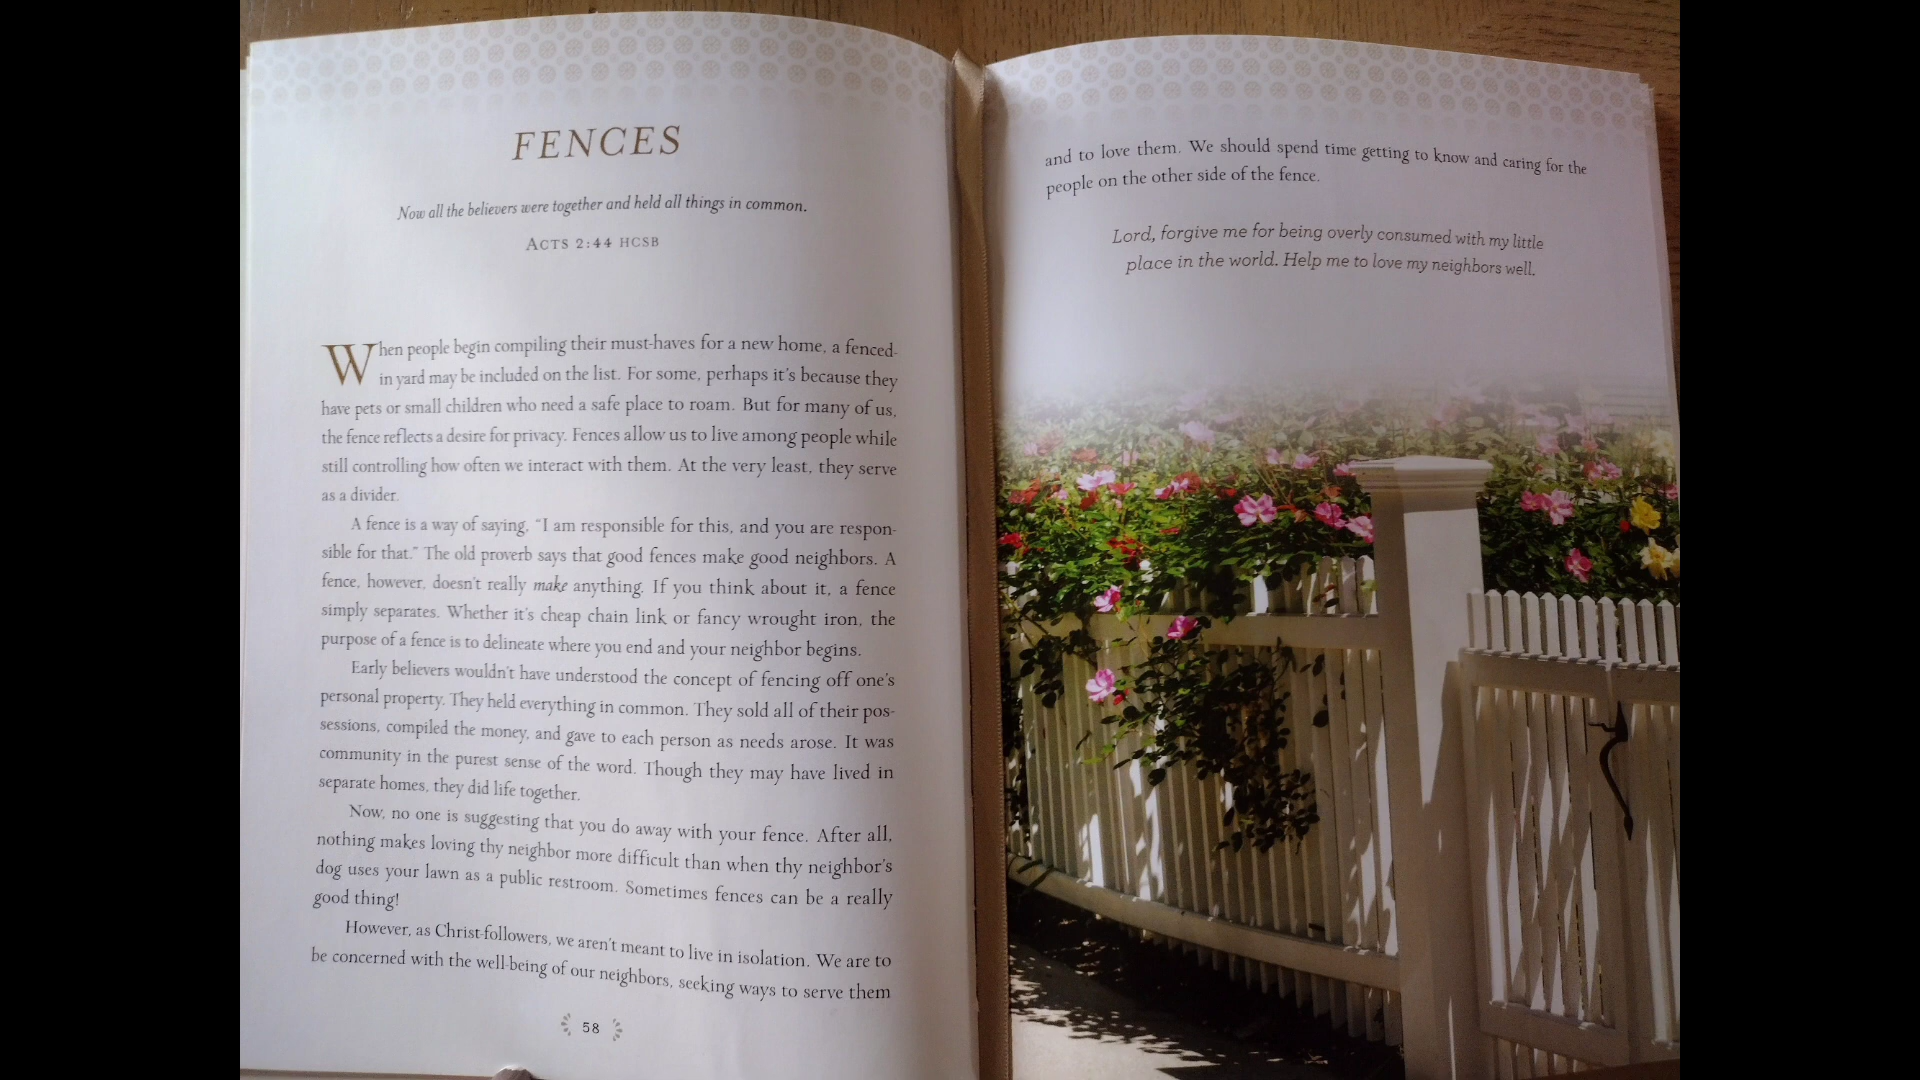 FENCES
Now all the believers were together and held all things in common.
ACTS 2:44 HCSB
When people begin compiling their must-haves for a new home, a fenced-
in yard may be included on the list. For some, perhaps it's because they
have pets or small children who need a safe place to roam. But for many of us,
the fence reflects a desire for privacy. Fences allow us to live among people while
still controlling how often we interact with them. At the very least, they serve
as a divider.
A fence is a way of saying, “I am responsible for this, and you are respon-
sible for that.” The old proverb says that good fences make good neighbors. A
fence, however, doesn't really make anything. If you think about it, a fence
simply separates. Whether it's cheap chain link or fancy wrought iron, the
purpose of a fence is to delineate where you end and your neighbor begins.
Early believers wouldn't have understood the concept of fencing off one's
personal property. They held everything in common. They sold all of their pos-
sessions, compiled the money, and gave to each person as needs arose. It was
community in the purest sense of the word. Though they may have lived in
separate homes, they did life together.
Now, no one is suggesting that you do away with your fence. After all,
nothing makes loving thy neighbor more difficult than when thy neighbor's
dog uses your lawn as a public restroom. Sometimes fences can be a really
good thing!
However, as Christ-followers, we aren't meant to live in isolation. We are to
be concerned with the well-being of our neighbors, seeking ways to serve them
58
and to love them. We should spend time getting to know and caring for the
people on the other side of the fence.
Lord, forgive me for being overly consumed with my little
place in the world. Help me to love my neighbors well.